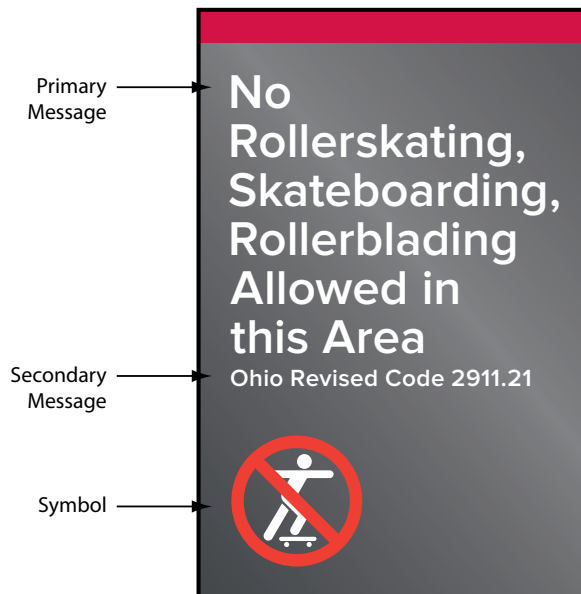 Primary
Message
No
Rollerskating,
Skateboarding,
Rollerblading
Allowed in
this Area
Secondary
Message
Ohio Revised Code 2911.21
Symbol